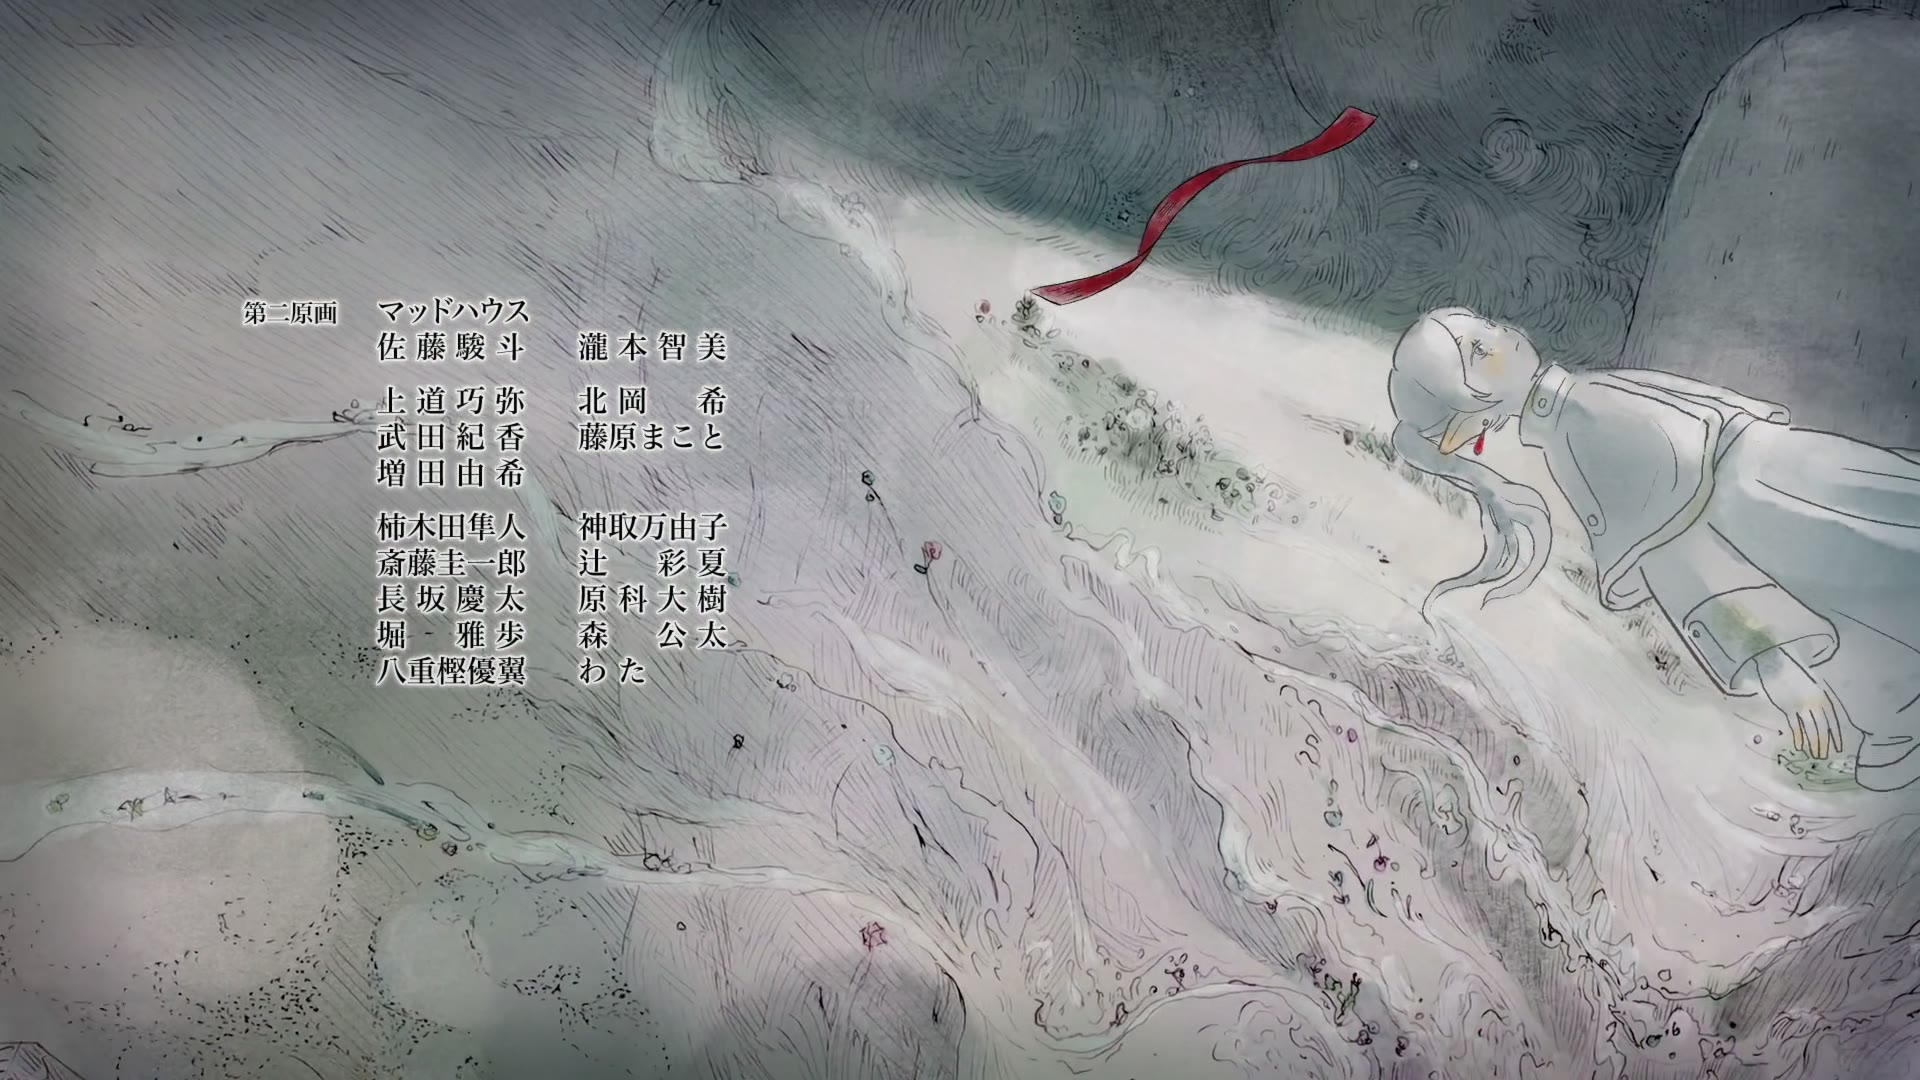 第二原画 マッドハウス
佐藤駿斗 瀧本智美
上道巧弥 北岡 希
武田紀香 藤原まこと
増田由希
柿木田隼人 神取万由子
斎藤圭一郎 辻 彩夏
長坂慶太 原科大樹
堀 雅歩 森 公太
八重樫優翼 わた